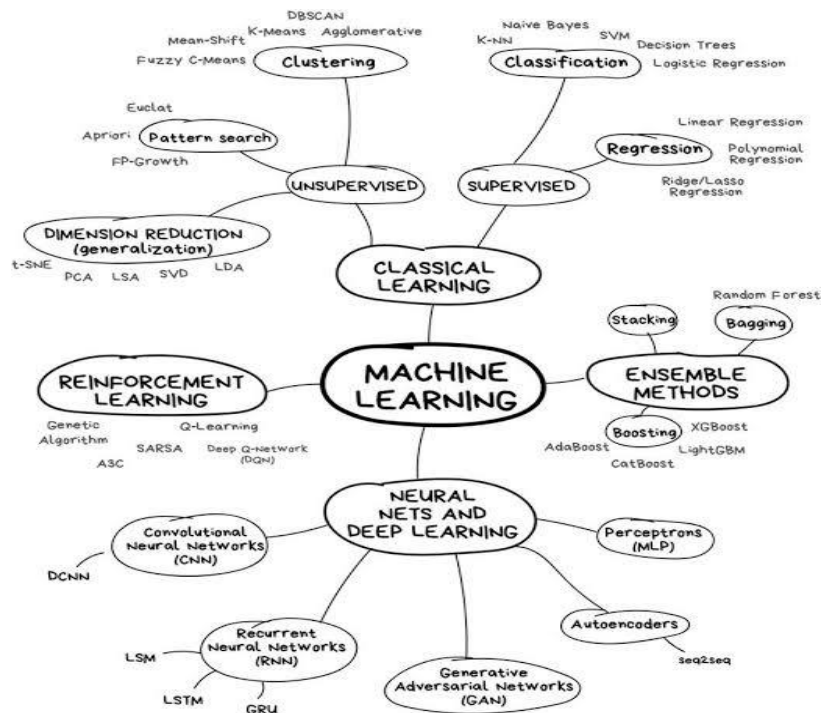 DBSCAN
K-Means
Agglomerative
Mean-Shift
Fuzzy C-Means
Clustering
Naive Bayes
SVM
K-NN
Decision Trees
Classification
Logistic Regression
Euclat
Apriori
Pattern search
FP-Growth
Linear Regression
Regression
Polynomial
Regression
Ridge/Lasso
Regression
UNSUPERVISED
SUPERVISED
DIMENSION REDUCTION
(generalization)
t-SNE
PCA
LSA
SVD
LDA
CLASSICAL
LEARNING
Random Forest
Stacking
Bagging
MACHINE
LEARNING
REINFORCEMENT
LEARNING
ENSEMBLE
METHODS
Genetic
Algorithm
Q-Learning
A3C
SARSA
Deep Q-Network
(DQN)
Boosting
XGBoost
AdaBoost
LightGBM
CatBoost
NEURAL
NETS AND
DEEP LEARNING
Convolutional
Neural Networks
(CNN)
DCNN
Perceptrons
(MLP)
Recurrent
Neural Networks
(RNN)
LSM
LSTM
GRU
Autoencoders
seq2seq
Generative
Adversarial Networks
(GAN)